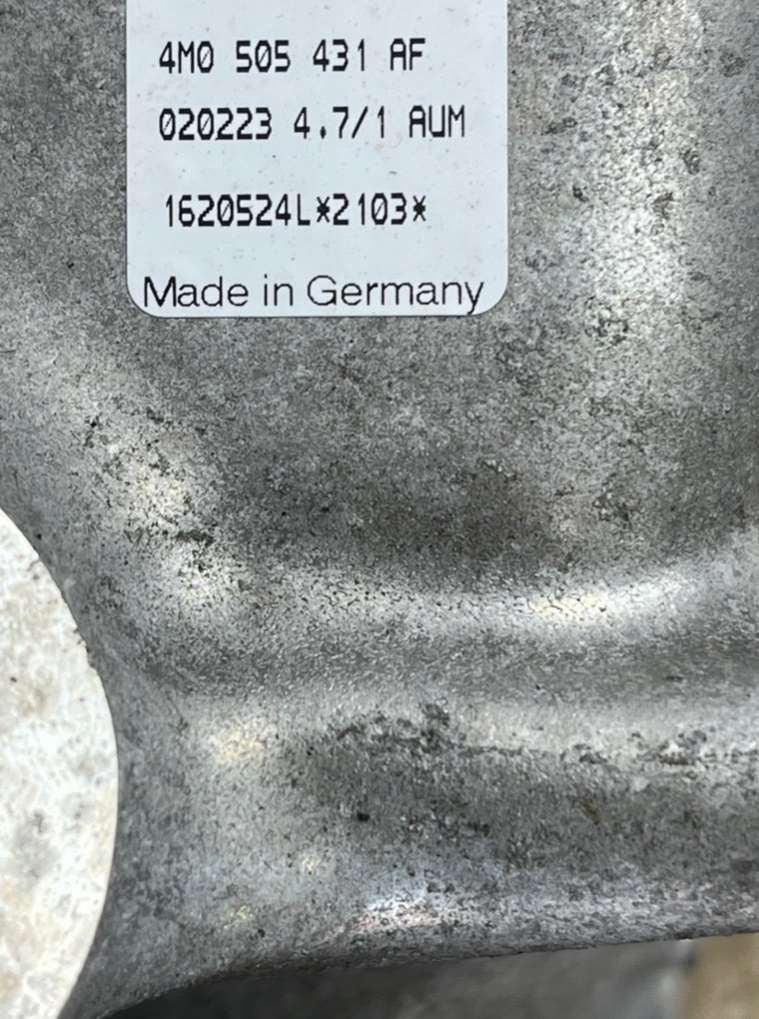 4M0 505 431 AF
020223 4.7/1 AUM
1620524L*2103*
Made in Germany